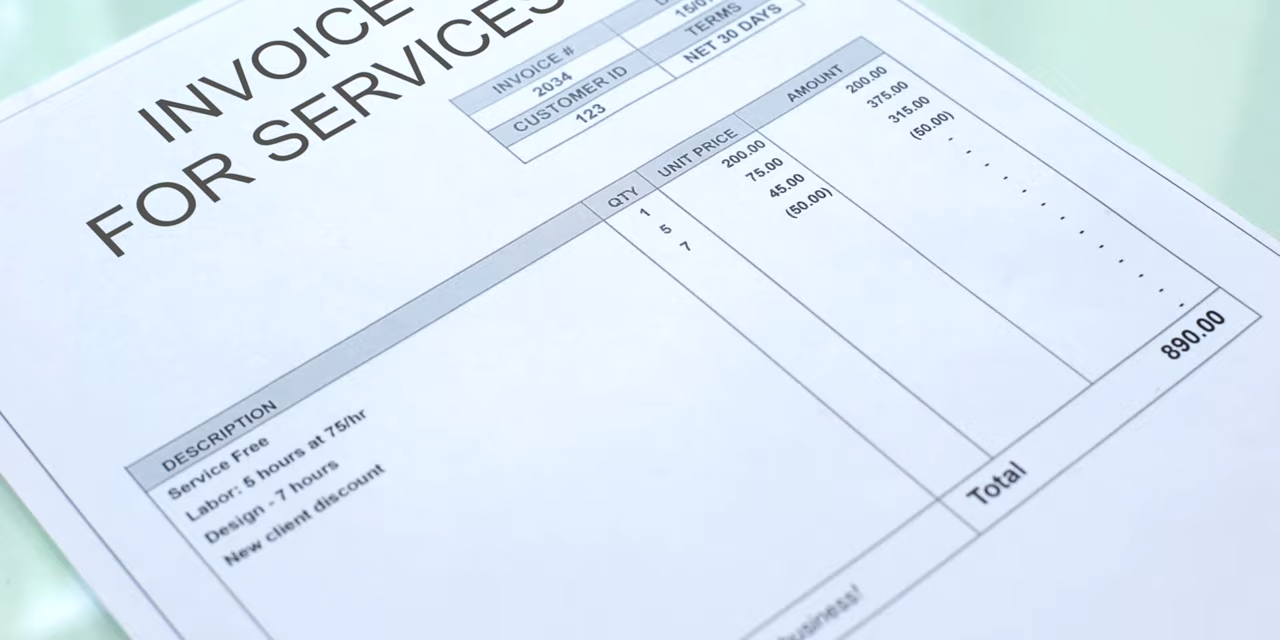 INVOICE
FOR SERVICES
INVOICE #
2034
CUSTOMER ID
123
TERMS
NET 30 DAYS
DESCRIPTION QTY UNIT PRICE AMOUNT
Service Free 1 200.00 200.00
Labor: 5 hours at 75/hr 5 75.00 375.00
Design - 7 hours 7 45.00 315.00
New client discount (50.00) (50.00)
-
-
-
-
-
-
-
-
-
-
-
-
-
Total 890.00
business!